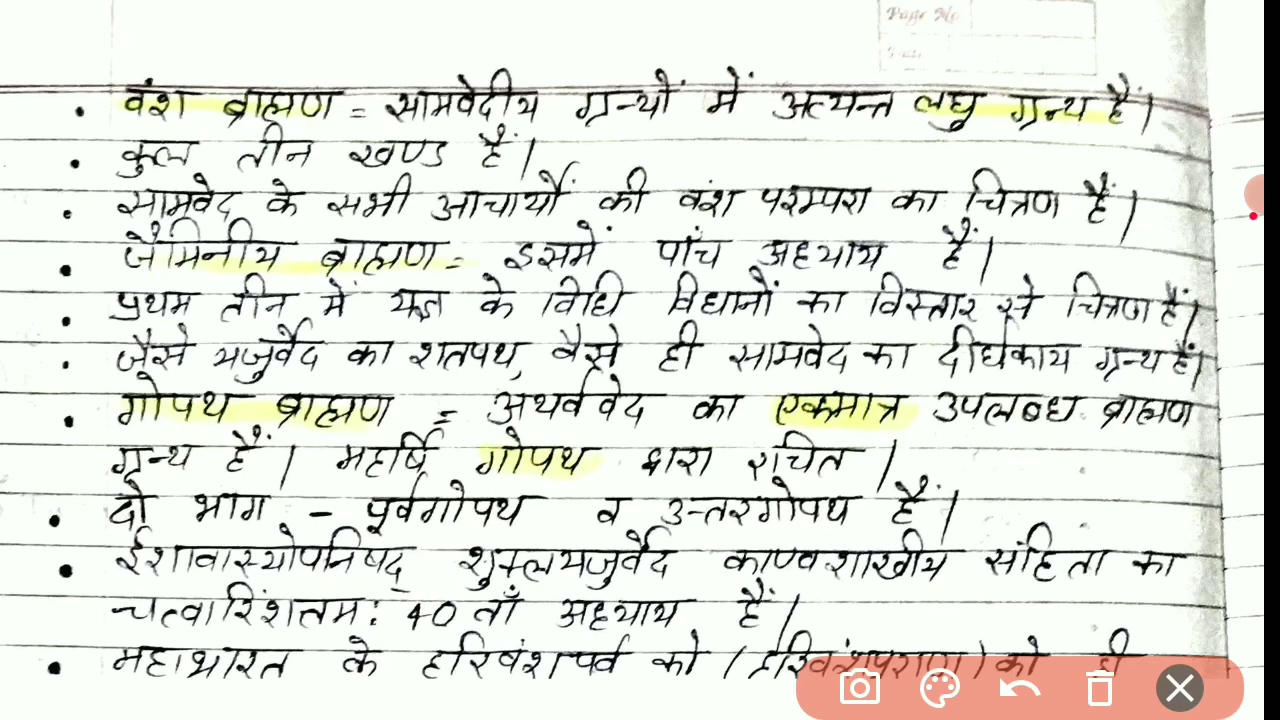 Page No
वंश ब्राह्मण = सामवेदीय ग्रन्थों में अत्यन्त लघु ग्रन्थ हैं।
कुल तीन खण्ड हैं।
सामवेद के सभी आचार्यों की वंश परम्परा का चित्रण हैं।
जैमिनीय ब्राह्मण = इसमें पांच अध्याय हैं।
प्रथम तीन में यज्ञ के विधि विधानों का विस्तार से चित्रण हैं।
जैसे यजुर्वेद का शतपथ, वैसे ही सामवेद का दीर्घकाय ग्रन्थ हैं।
गोपथ ब्राह्मण = अथर्ववेद का एकमात्र उपलब्ध ब्राह्मण
ग्रन्थ हैं। महर्षि गोपथ द्वारा रचित।
दो भाग - पूर्वगोपथ व उत्तरगोपथ हैं।
ईशावास्योपनिषद् शुक्लयजुर्वेद काण्वशाखीय संहिता का
चत्वारिंशतम: 40 वाँ अध्याय हैं।
महाभारत के हरिवंशपर्व को (हरिवंशपुराण) को ही